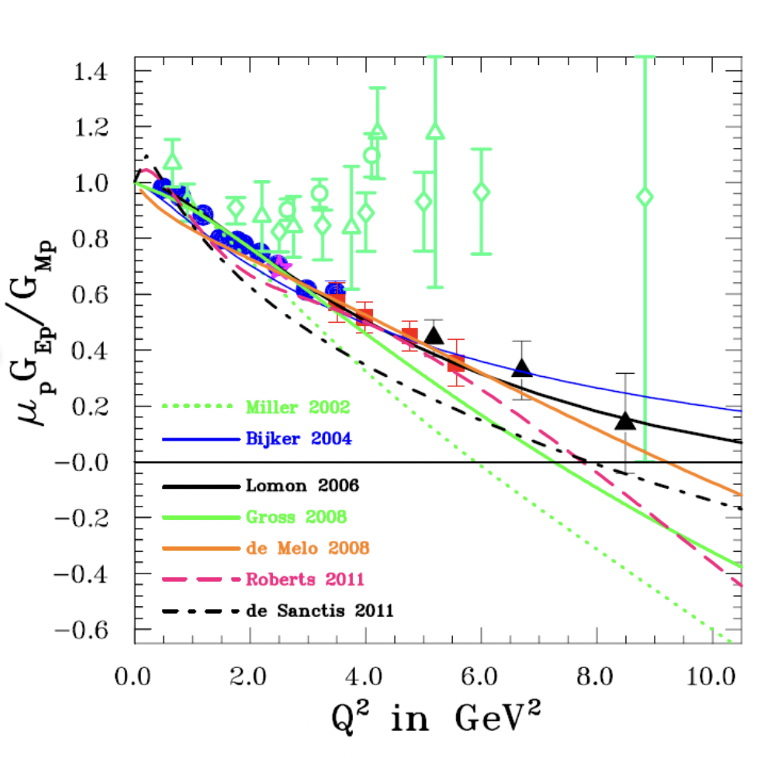 1.4
1.2
1.0
0.8
0.6
0.4
0.2
−0.0
−0.2
−0.4
−0.6
μpGEp/GMp
Miller 2002
Bijker 2004
Lomon 2006
Gross 2008
de Melo 2008
Roberts 2011
de Sanctis 2011
0.0 2.0 4.0 6.0 8.0 10.0
Q² in GeV²